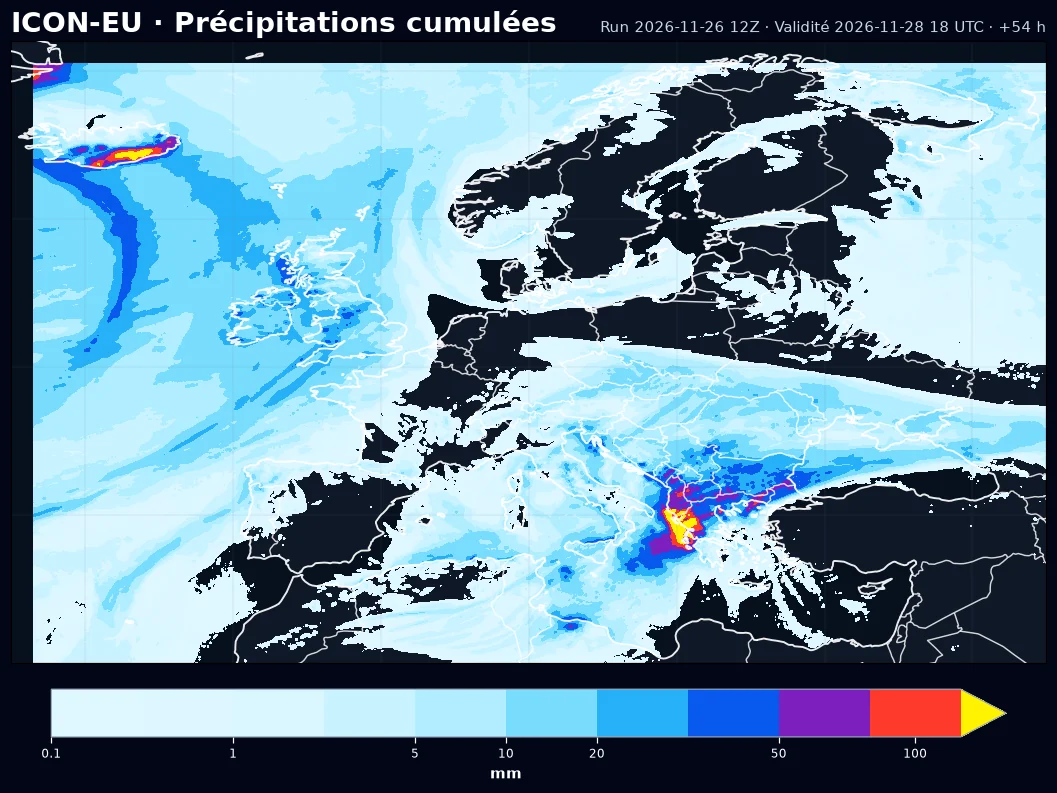 ICON-EU · Précipitations cumulées
Run 2026-11-26 12Z · Validité 2026-11-28 18 UTC · +54 h
0.1 1 5 10 20 50 100
mm